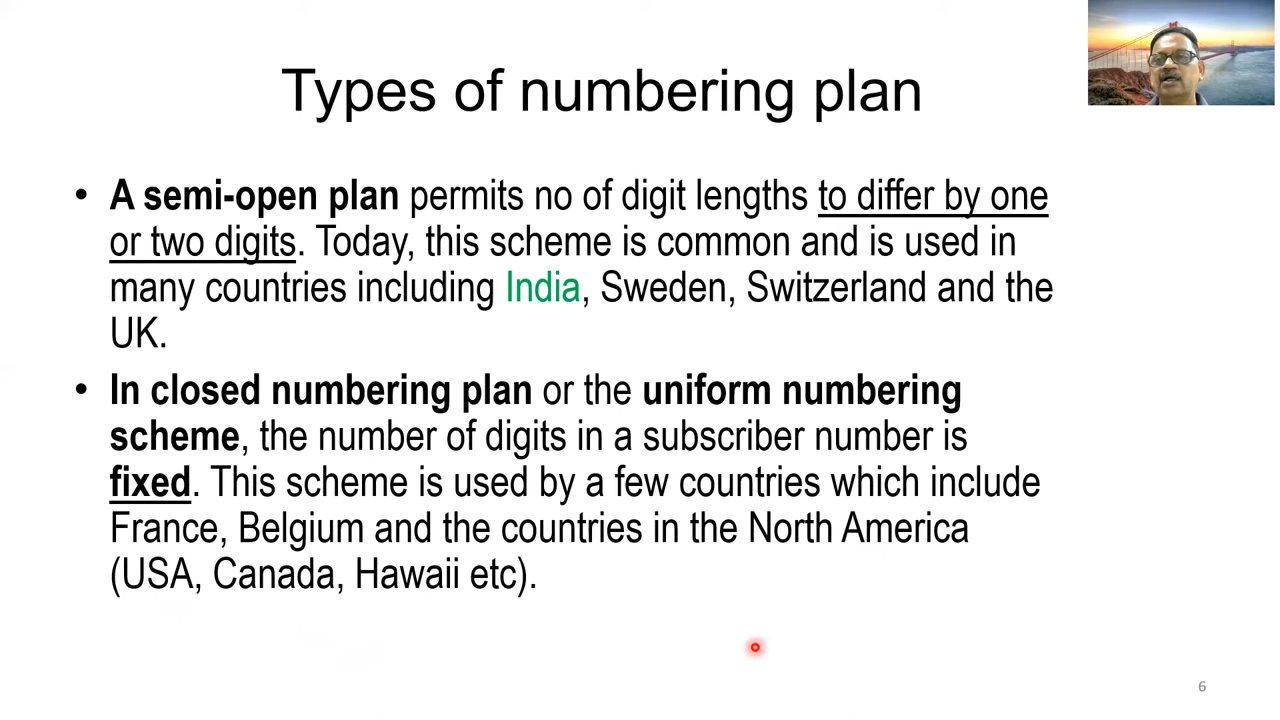 Types of numbering plan
• A semi-open plan permits no of digit lengths to differ by one
or two digits. Today, this scheme is common and is used in
many countries including India, Sweden, Switzerland and the
UK.
• In closed numbering plan or the uniform numbering
scheme, the number of digits in a subscriber number is
fixed. This scheme is used by a few countries which include
France, Belgium and the countries in the North America
(USA, Canada, Hawaii etc).
6